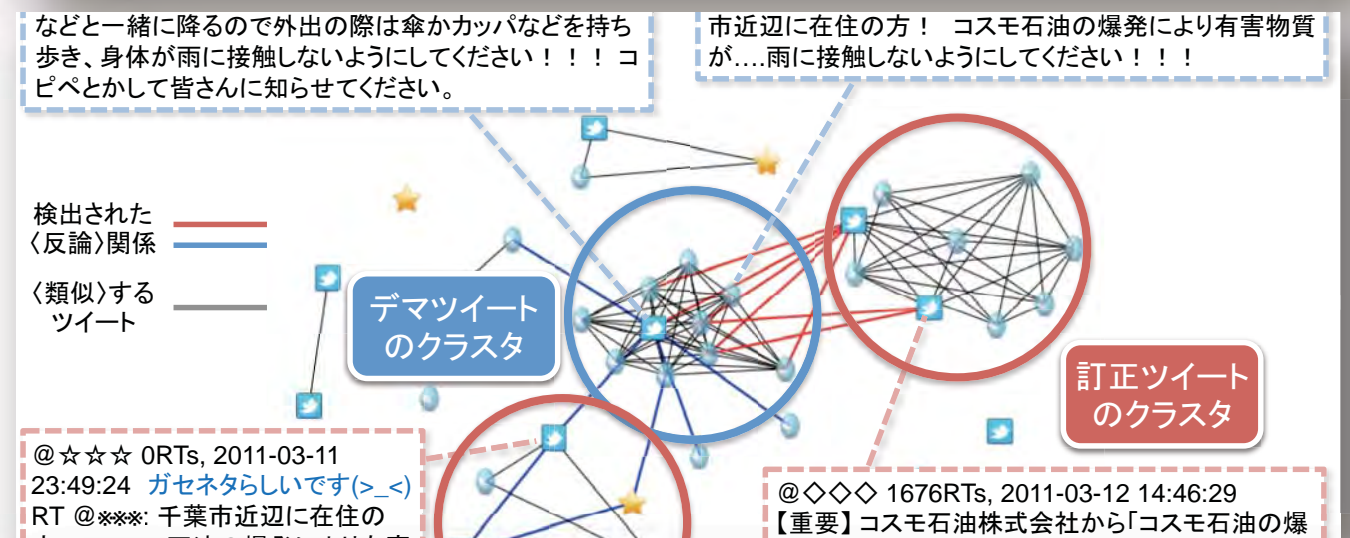 などと一緒に降るので外出の際は傘かカッパなどを持ち
歩き、身体が雨に接触しないようにしてください！！！ コ
ピペとかして皆さんに知らせてください。
市近辺に在住の方！ コスモ石油の爆発により有害物質
が....雨に接触しないようにしてください！！！
検出された
〈反論〉関係
〈類似〉する
ツイート
デマツイート
のクラスタ
訂正ツイート
のクラスタ
@☆☆☆ 0RTs, 2011-03-11
23:49:24 ガセネタらしいです(>_<)
RT @※※※: 千葉市近辺に在住の
@◇◇◇ 1676RTs, 2011-03-12 14:46:29
【重要】コスモ石油株式会社から「コスモ石油の爆